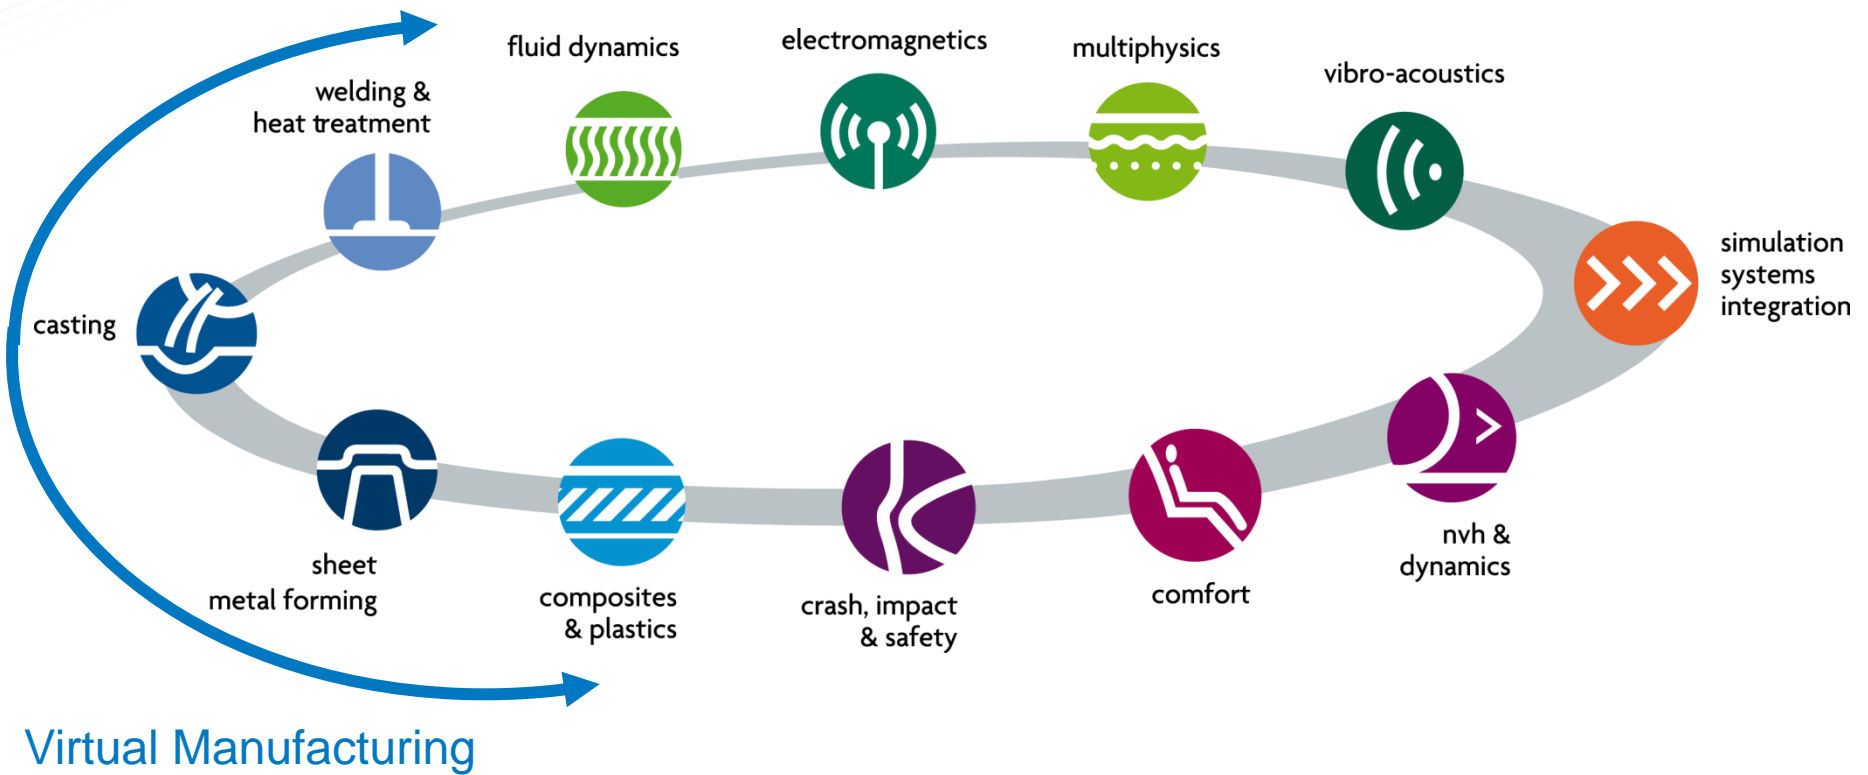 fluid dynamics
electromagnetics
multiphysics
vibro-acoustics
welding &
heat treatment
simulation
systems
integration
casting
sheet
metal forming
composites
& plastics
crash, impact
& safety
comfort
nvh &
dynamics
Virtual Manufacturing